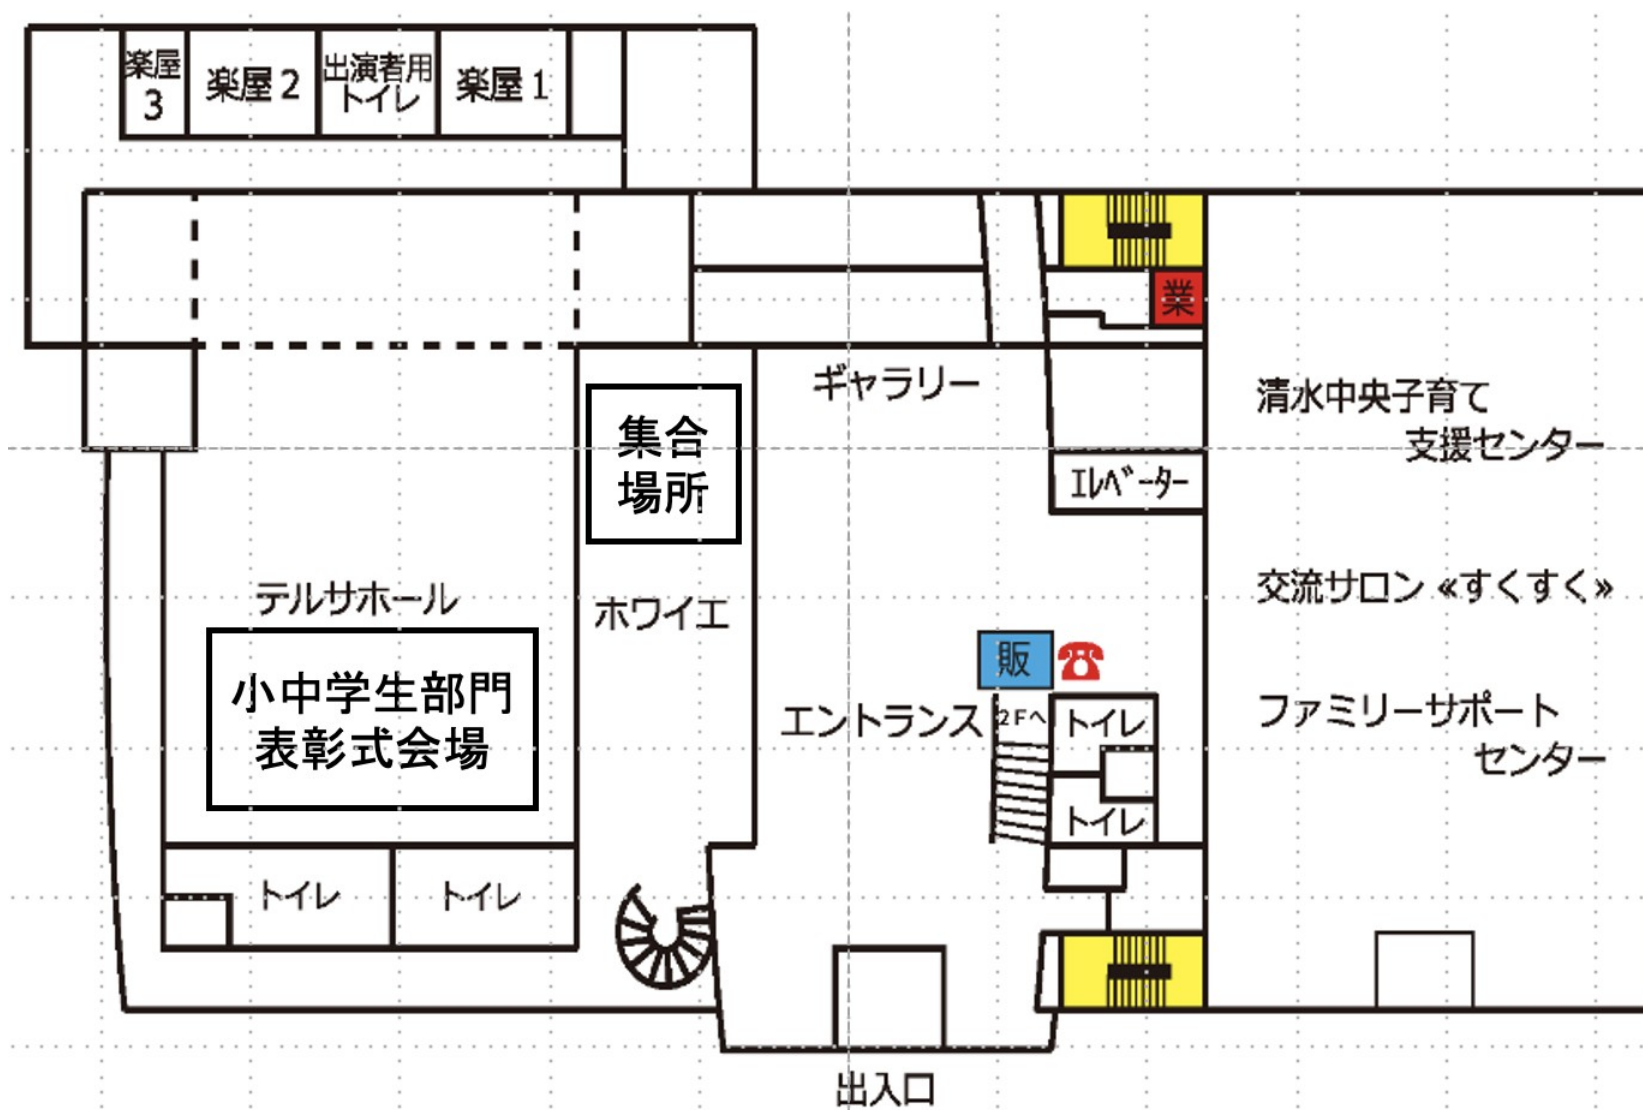 楽屋
3
楽屋2
出演者用
トイレ
楽屋1
業
ギャラリー
清水中央子育て
支援センター
集合
場所
エレベーター
テルサホール
ホワイエ
交流サロン≪すくすく≫
販
小中学生部門
表彰式会場
エントランス
2Fへ
トイレ
ファミリーサポート
センター
トイレ
トイレ
トイレ
出入口